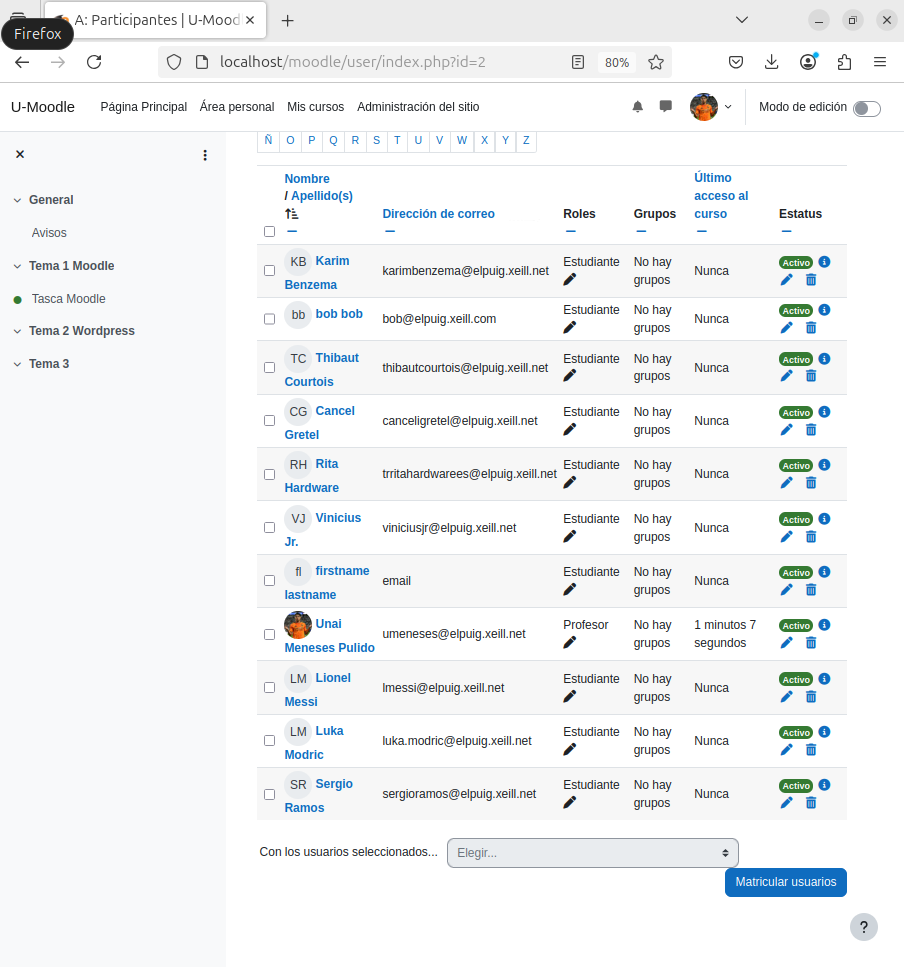 A: Participantes | U-Mood
Firefox
localhost/moodle/user/index.php?id=2
80%
U-Moodle
Página Principal
Área personal
Mis cursos
Administración del sitio
Modo de edición
General
Avisos
Tema 1 Moodle
Tasca Moodle
Tema 2 Wordpress
Tema 3
Ñ O P Q R S T U V W X Y Z
Nombre
/ Apellido(s)
Dirección de correo
Roles
Grupos
Último
acceso al
curso
Estatus
KB Karim
Benzema
karimbenzema@elpuig.xeill.net
Estudiante
No hay
grupos
Nunca
Activo
bb bob bob
bob@elpuig.xeill.com
Estudiante
No hay
grupos
Nunca
Activo
TC Thibaut
Courtois
thibautcourtois@elpuig.xeill.net
Estudiante
No hay
grupos
Nunca
Activo
CG Cancel
Gretel
canceligretel@elpuig.xeill.net
Estudiante
No hay
grupos
Nunca
Activo
RH Rita
Hardware
trritahardwarees@elpuig.xeill.net
Estudiante
No hay
grupos
Nunca
Activo
VJ Vinicius
Jr.
viniciusjr@elpuig.xeill.net
Estudiante
No hay
grupos
Nunca
Activo
fl firstname
lastname
email
Estudiante
No hay
grupos
Nunca
Activo
Unai
Meneses Pulido
umeneses@elpuig.xeill.net
Profesor
No hay
grupos
1 minutos 7
segundos
Activo
LM Lionel
Messi
lmessi@elpuig.xeill.net
Estudiante
No hay
grupos
Nunca
Activo
LM Luka
Modric
luka.modric@elpuig.xeill.net
Estudiante
No hay
grupos
Nunca
Activo
SR Sergio
Ramos
sergioramos@elpuig.xeill.net
Estudiante
No hay
grupos
Nunca
Activo
Con los usuarios seleccionados...
Elegir...
Matricular usuarios
?